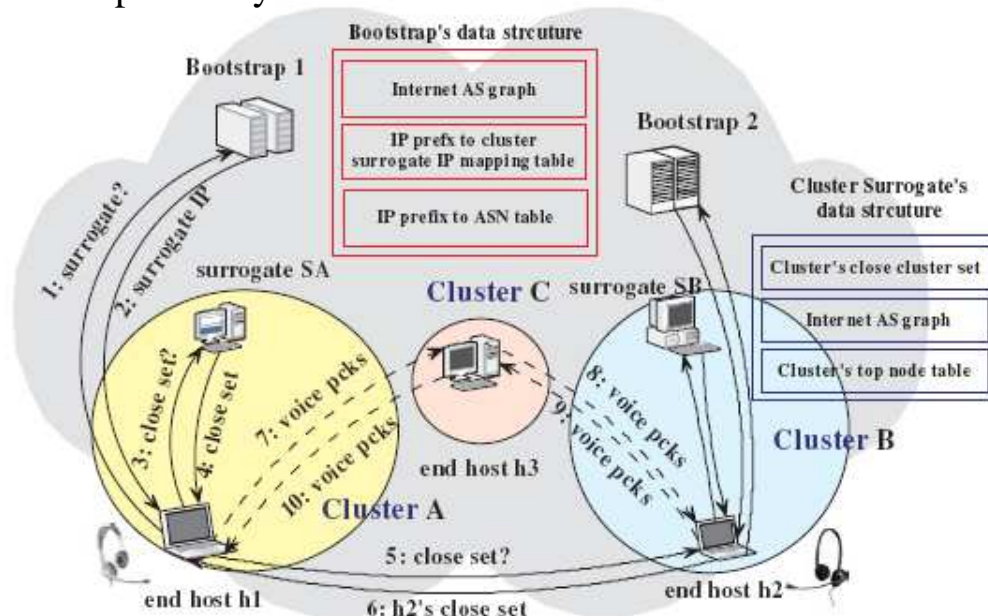 Bootstrap's data strcuture
Bootstrap 1
Internet AS graph
IP prefx to cluster
surrogate IP mapping table
IP prefix to ASN table
Bootstrap 2
Cluster Surrogate's
data strcuture
Cluster's close cluster set
Internet AS graph
Cluster's top node table
1: surrogate?
2: surrogate IP
surrogate SA
Cluster C
surrogate SB
3: close set?
4: close set
7: voice pcks
10: voice pcks
8: voice pcks
9: voice pcks
end host h3
Cluster A
Cluster B
5: close set?
6: h2's close set
end host h1
end host h2